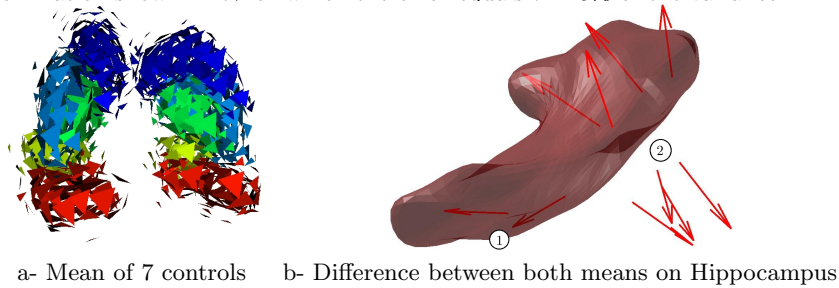 2
1
a- Mean of 7 controls
b- Difference between both means on Hippocampus